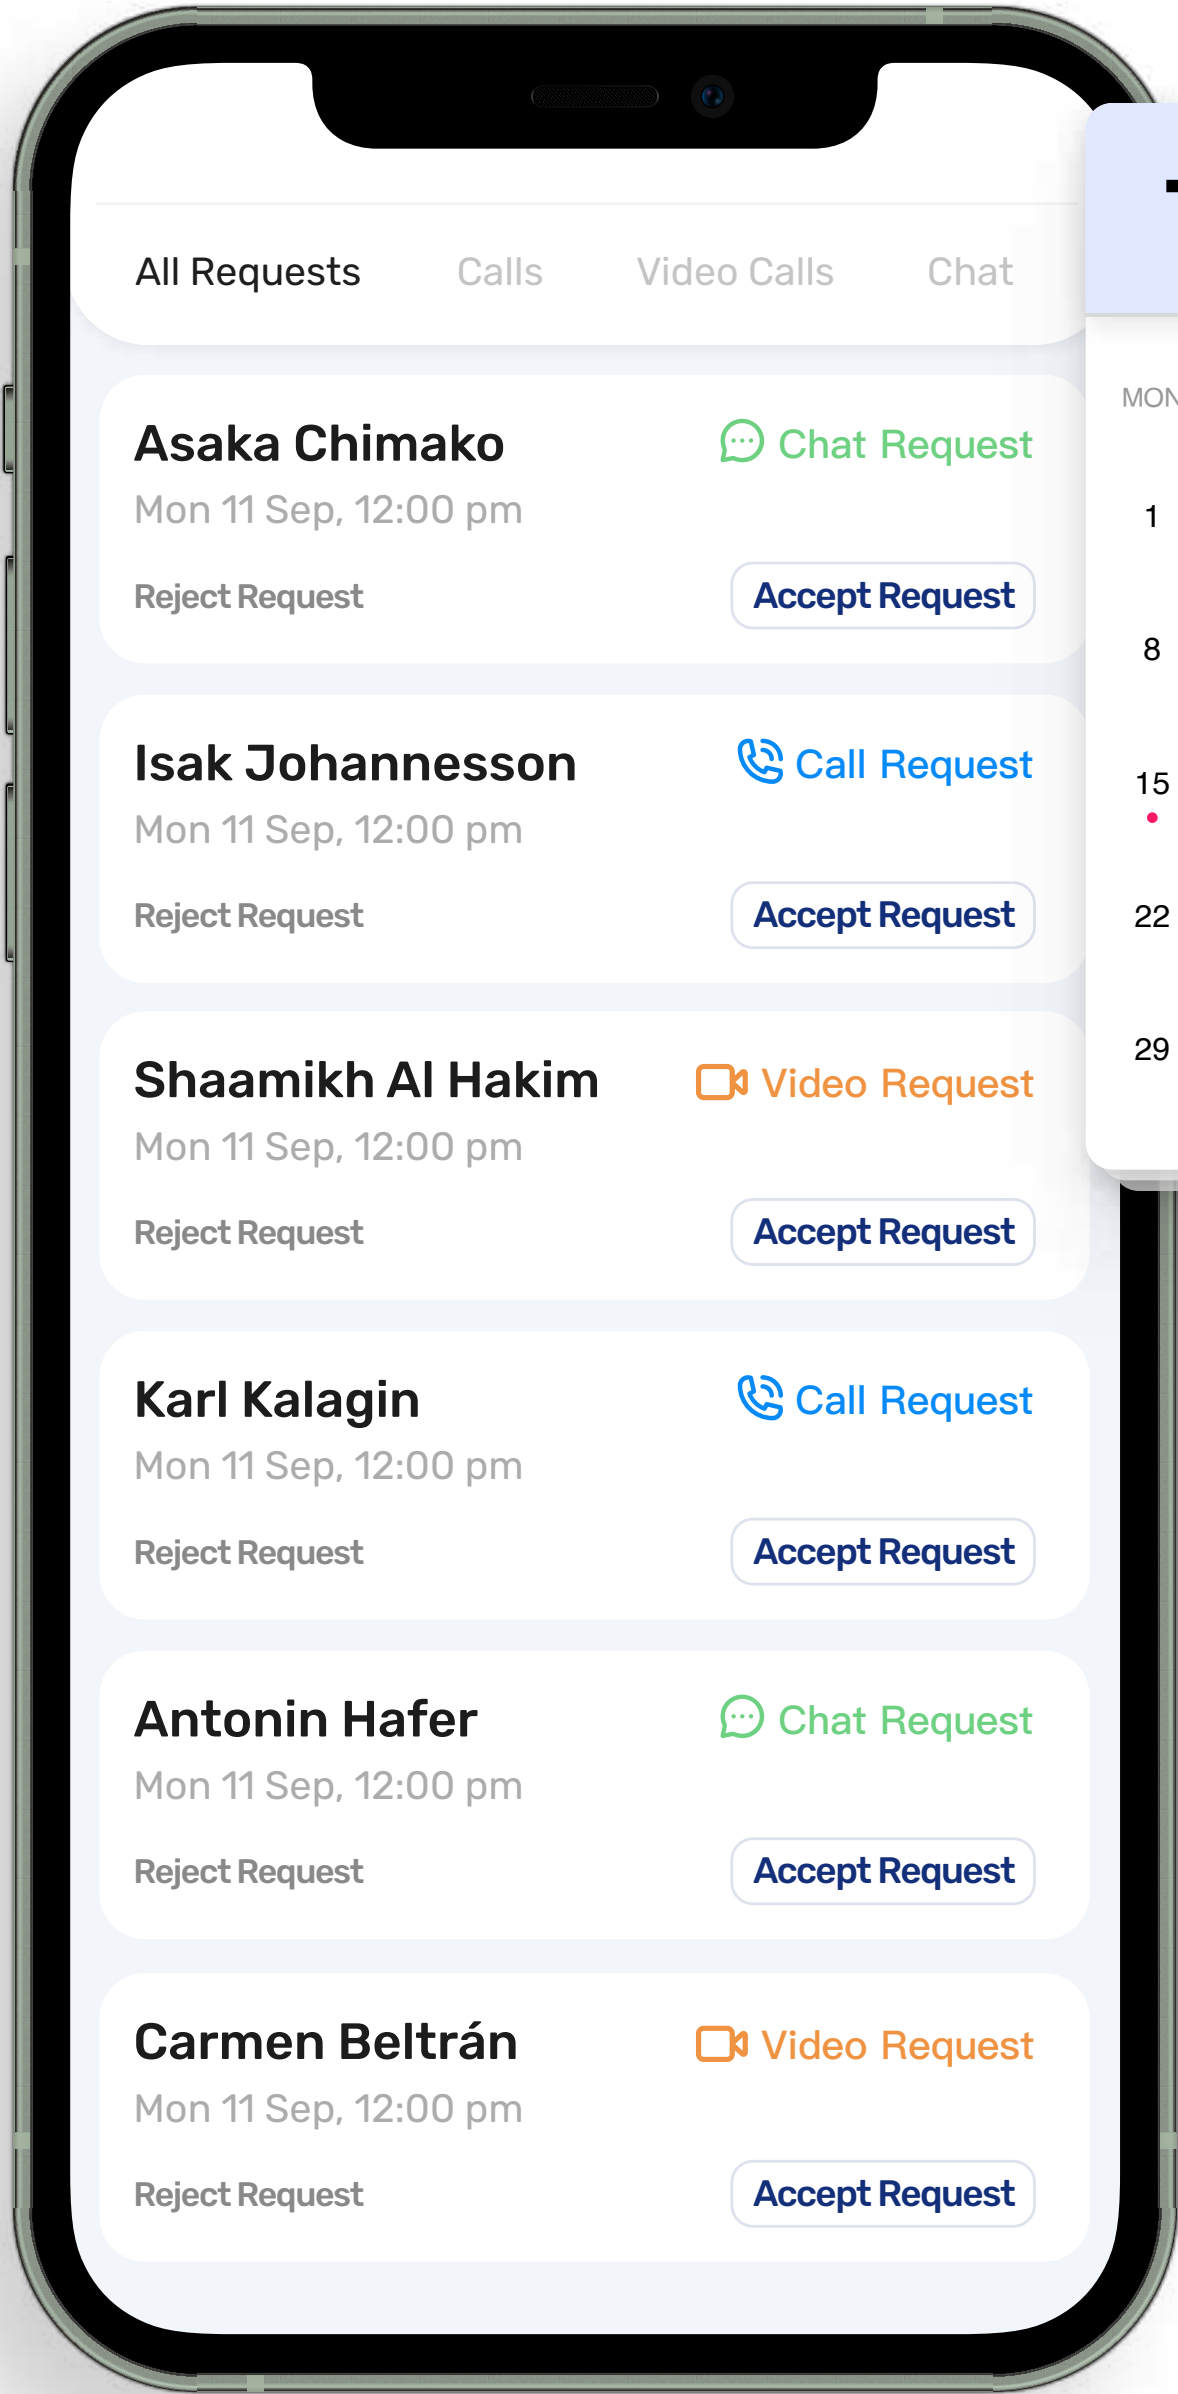 All Requests Calls Video Calls Chat
Asaka Chimako Chat Request
Mon 11 Sep, 12:00 pm
Reject Request Accept Request
Isak Johannesson Call Request
Mon 11 Sep, 12:00 pm
Reject Request Accept Request
Shaamikh Al Hakim Video Request
Mon 11 Sep, 12:00 pm
Reject Request Accept Request
Karl Kalagin Call Request
Mon 11 Sep, 12:00 pm
Reject Request Accept Request
Antonin Hafer Chat Request
Mon 11 Sep, 12:00 pm
Reject Request Accept Request
Carmen Beltrán Video Request
Mon 11 Sep, 12:00 pm
Reject Request Accept Request
MON
1
8
15
22
29